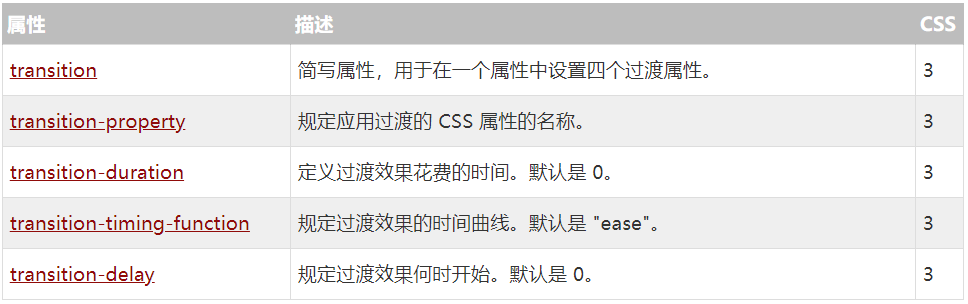 属性 描述 CSS
transition 简写属性，用于在一个属性中设置四个过渡属性。 3
transition-property 规定应用过渡的 CSS 属性的名称。 3
transition-duration 定义过渡效果花费的时间。默认是 0。 3
transition-timing-function 规定过渡效果的时间曲线。默认是 "ease"。 3
transition-delay 规定过渡效果何时开始。默认是 0。 3